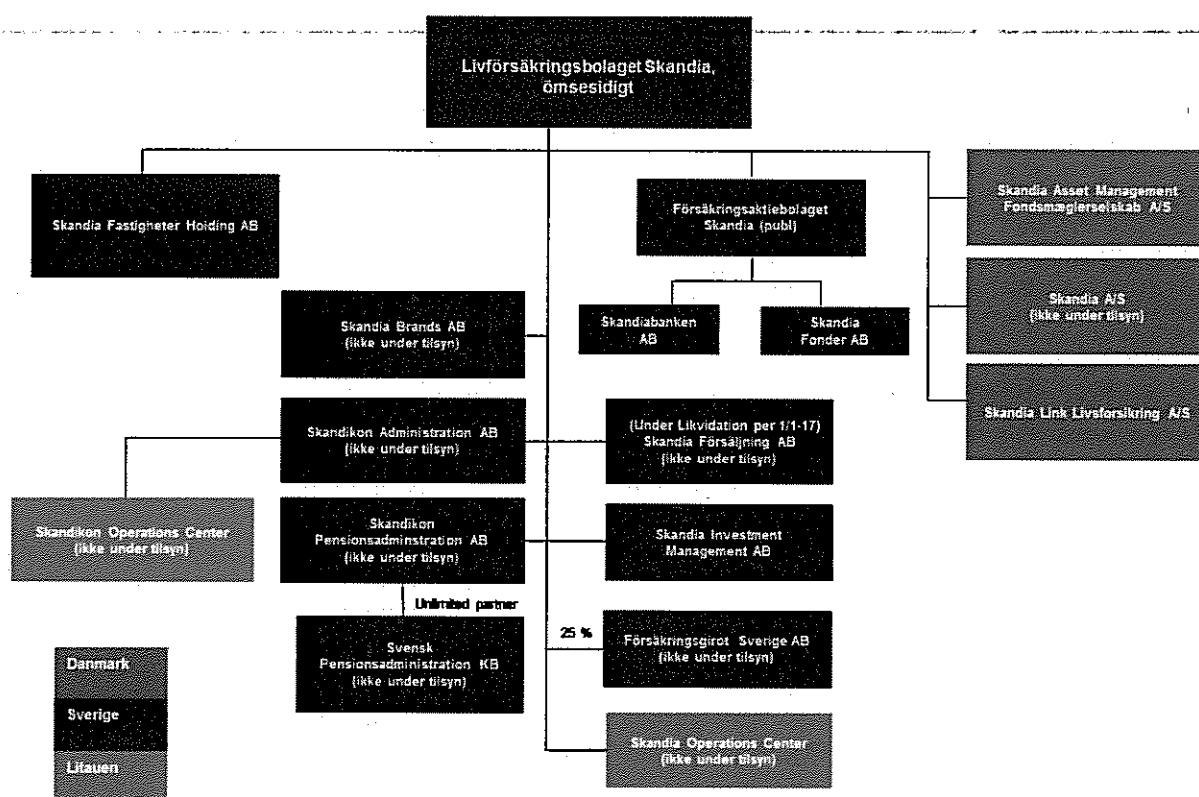 Livförsäkringsbolaget Skandia,
ömsesidigt
Skandia Fastigheter Holding AB
Försäkringsaktiebolaget
Skandia (publ)
Skandia Asset Management
Fondsmæglerselskab A/S
Skandiabanken
AB
Skandia
Fonder AB
Skandia A/S
(ikke under tilsyn)
Skandia Brands AB
(ikke under tilsyn)
Skandia Link Livsforsikring A/S
Skandikon Administration AB
(ikke under tilsyn)
(Under Likvidation per 1/1-17)
Skandia Försäljning AB
(ikke under tilsyn)
Skandikon Operations Center
(ikke under tilsyn)
Skandikon
Pensionsadminstration AB
(ikke under tilsyn)
Skandia Investment
Management AB
Unlimited partner
Svensk
Pensionsadministration KB
(ikke under tilsyn)
25 %
Försäkringsgirot Sverige AB
(ikke under tilsyn)
Skandia Operations Center
(ikke under tilsyn)
Danmark
Sverige
Litauen